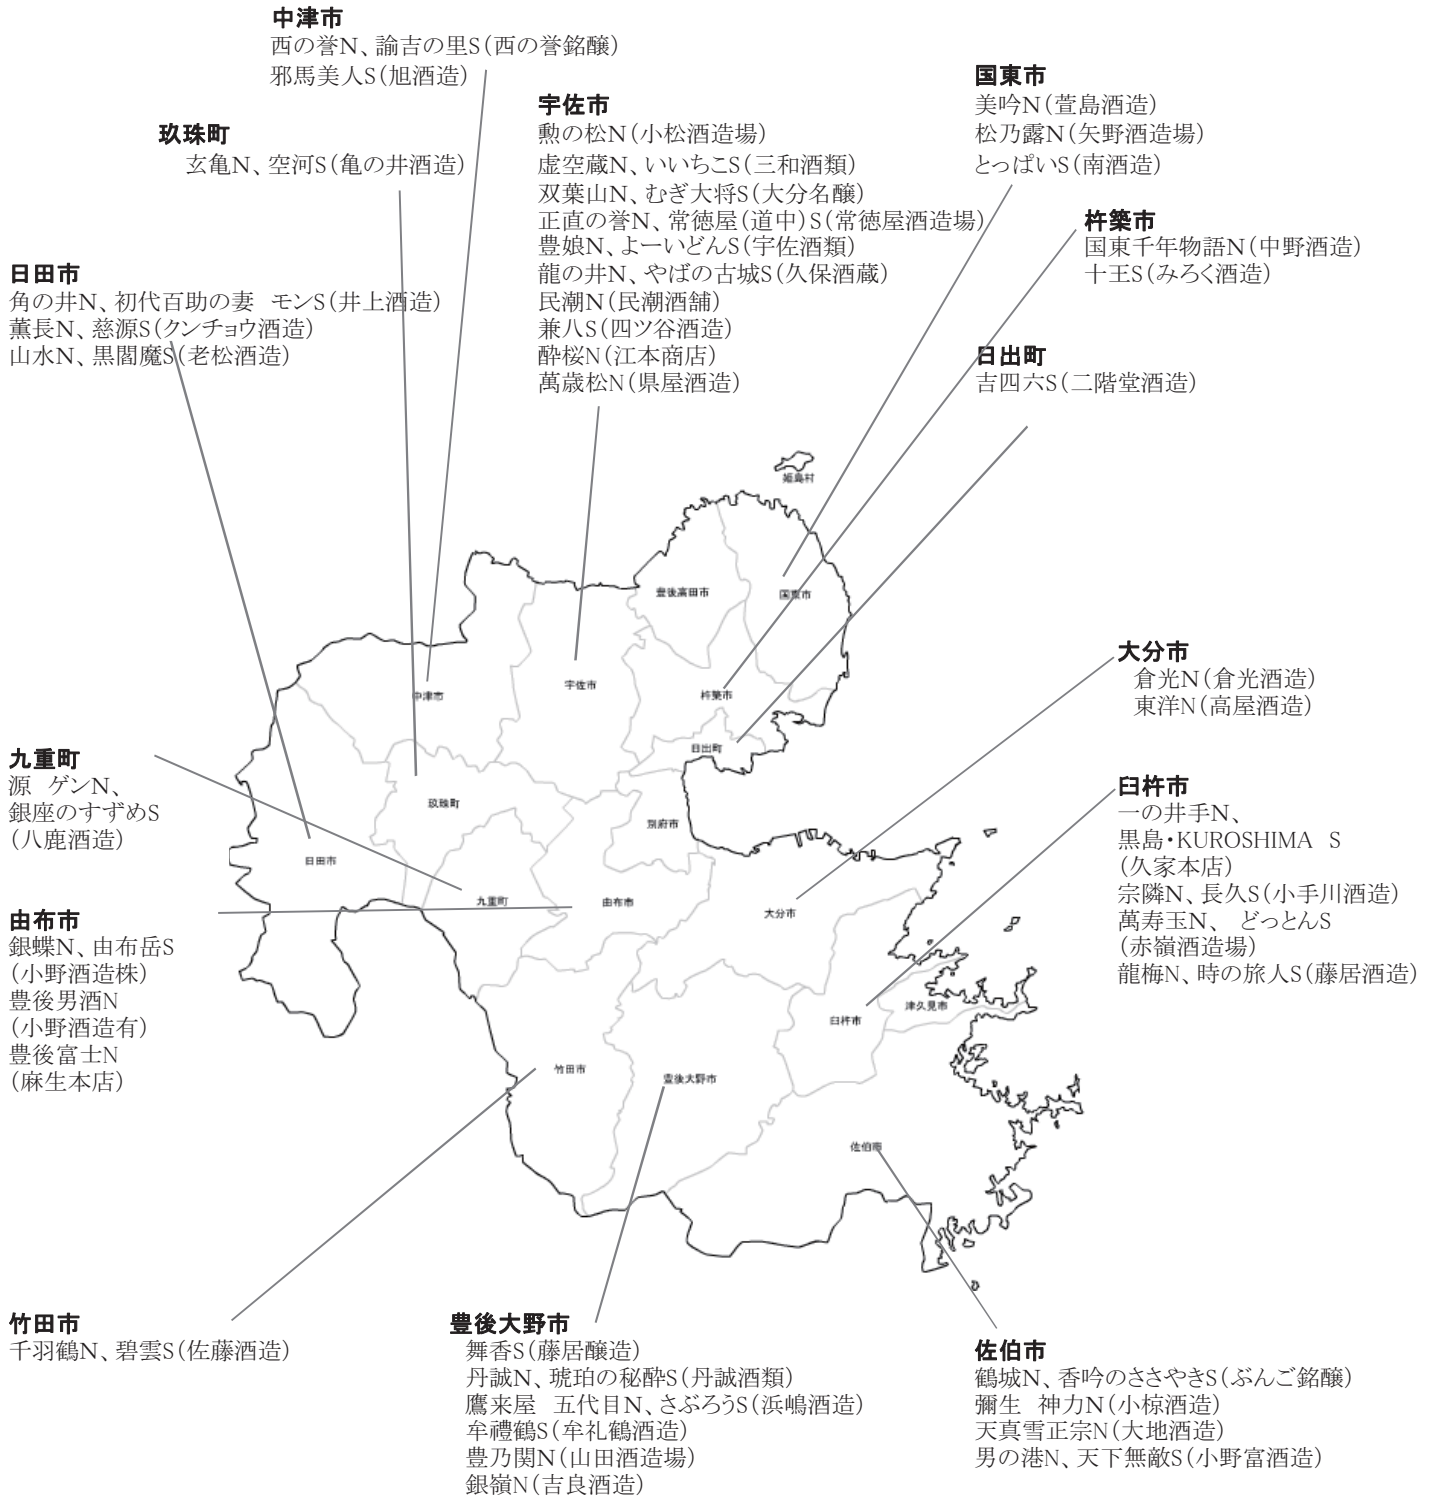 中津市
西の誉N、諭吉の里S(西の誉銘醸)
邪馬美人S(旭酒造)
玖珠町
玄亀N、空河S(亀の井酒造)
宇佐市
勲の松N(小松酒造場)
虚空蔵N、いいちこS(三和酒類)
双葉山N、むぎ大将S(大分名醸)
正直の誉N、常徳屋(道中)S(常徳屋酒造場)
豊娘N、よーいどんS(宇佐酒類)
龍の井N、やばの古城S(久保酒蔵)
民潮N(民潮酒舗)
兼八S(四ツ谷酒造)
酔桜N(江本商店)
萬歳松N(県屋酒造)
国東市
美吟N(萱島酒造)
松乃露N(矢野酒造場)
とっぱいS(南酒造)
杵築市
国東千年物語N(中野酒造)
十王S(みろく酒造)
日出町
吉四六S(二階堂酒造)
日田市
角の井N、初代百助の妻　モンS(井上酒造)
薫長N、慈源S(クンチョウ酒造)
山水N、黒閻魔S(老松酒造)
姫島村
豊後高田市
国東市
中津市
宇佐市
杵築市
日出町
玖珠町
別府市
日田市
九重町
由布市
大分市
臼杵市
津久見市
竹田市
豊後大野市
佐伯市
大分市
倉光N(倉光酒造)
東洋N(高屋酒造)
九重町
源　ゲンN、
銀座のすずめS
(八鹿酒造)
臼杵市
一の井手N、
黒島・KUROSHIMA　S
(久家本店)
宗隣N、長久S(小手川酒造)
萬寿玉N、　どっとんS
(赤嶺酒造場)
龍梅N、時の旅人S(藤居酒造)
由布市
銀蝶N、由布岳S
(小野酒造株)
豊後男酒N
(小野酒造有)
豊後富士N
(麻生本店)
竹田市
千羽鶴N、碧雲S(佐藤酒造)
豊後大野市
舞香S(藤居醸造)
丹誠N、琥珀の秘酔S(丹誠酒類)
鷹来屋　五代目N、さぶろうS(浜嶋酒造)
牟禮鶴S(牟礼鶴酒造)
豊乃関N(山田酒造場)
銀嶺N(吉良酒造)
佐伯市
鶴城N、香吟のささやきS(ぶんご銘醸)
彌生　神力N(小椋酒造)
天真雪正宗N(大地酒造)
男の港N、天下無敵S(小野富酒造)